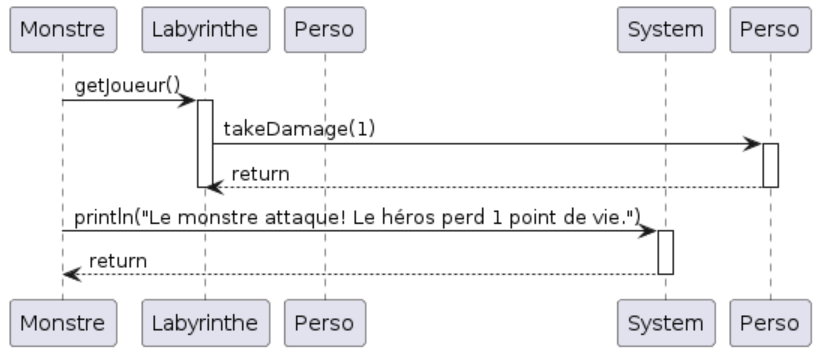 Monstre Labyrinthe Perso System Perso
getJoueur()
takeDamage(1)
return
println("Le monstre attaque! Le héros perd 1 point de vie.")
return
Monstre Labyrinthe Perso System Perso